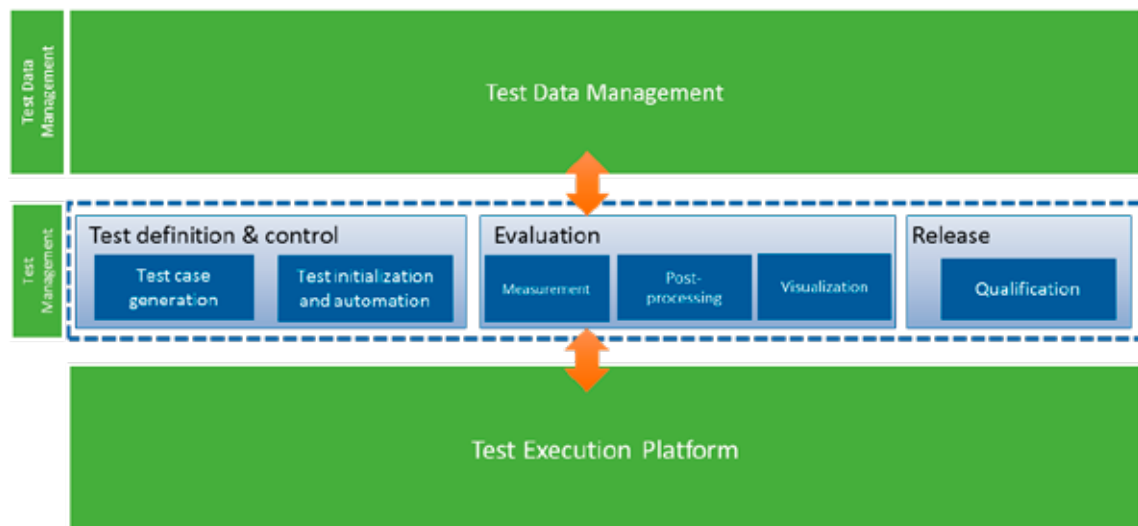 Test Data
Management
Test Data Management
Test
Management
Test definition & control
Test case
generation
Test initialization
and automation
Evaluation
Measurement
Post-
processing
Visualization
Release
Qualification
Test Execution Platform